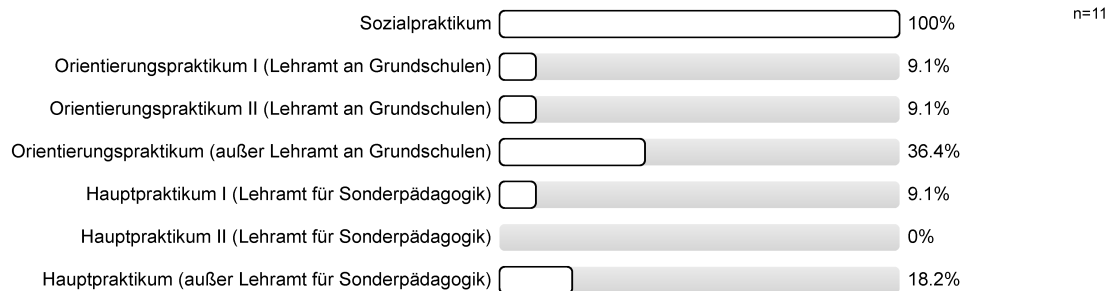 Sozialpraktikum 100% n=11
Orientierungspraktikum I (Lehramt an Grundschulen) 9.1%
Orientierungspraktikum II (Lehramt an Grundschulen) 9.1%
Orientierungspraktikum (außer Lehramt an Grundschulen) 36.4%
Hauptpraktikum I (Lehramt für Sonderpädagogik) 9.1%
Hauptpraktikum II (Lehramt für Sonderpädagogik) 0%
Hauptpraktikum (außer Lehramt für Sonderpädagogik) 18.2%